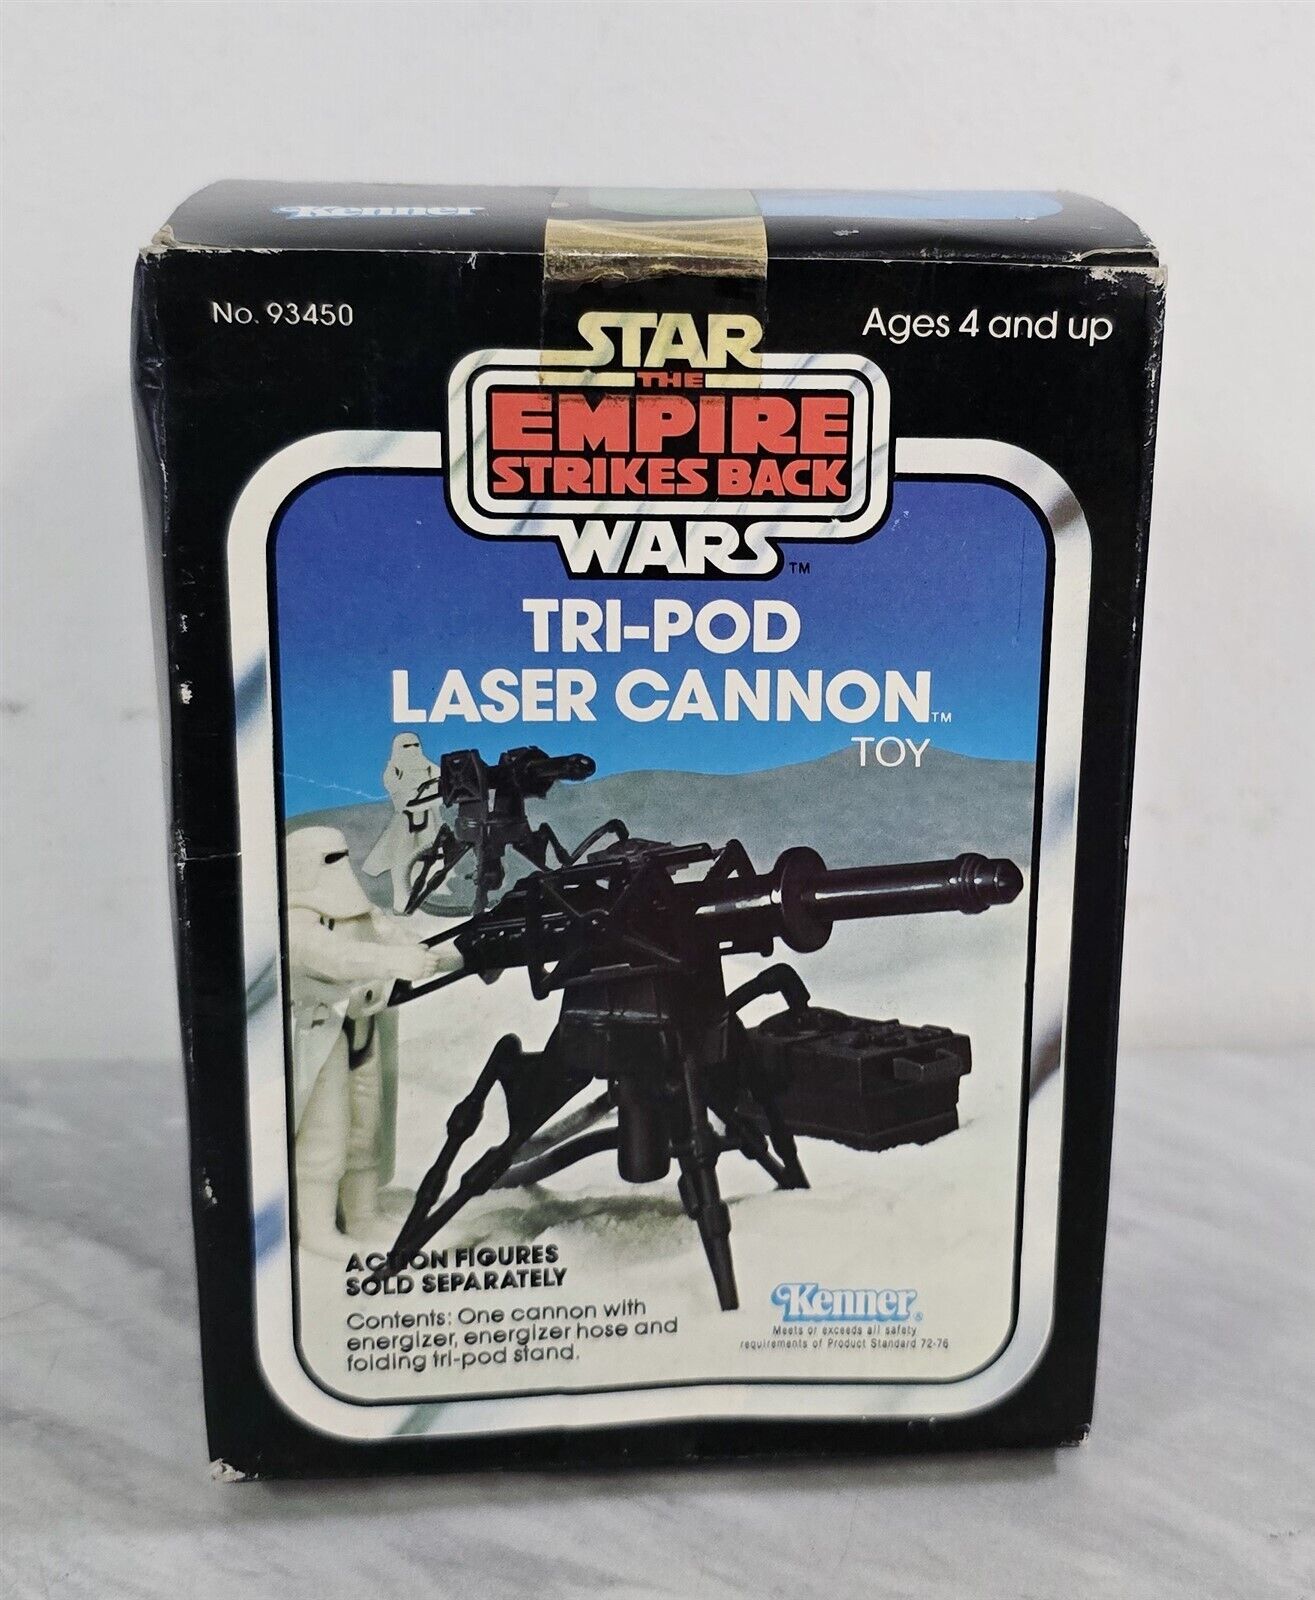 Kenner
No. 93450
Ages 4 and up
STAR
THE
EMPIRE
STRIKES BACK
WARS™
TRI-POD
LASER CANNON™
TOY
ACTION FIGURES
SOLD SEPARATELY
Contents: One cannon with
energizer, energizer hose and
folding tri-pod stand.
Kenner®
Meets or exceeds all safety
requirements of Product Standard 72-76